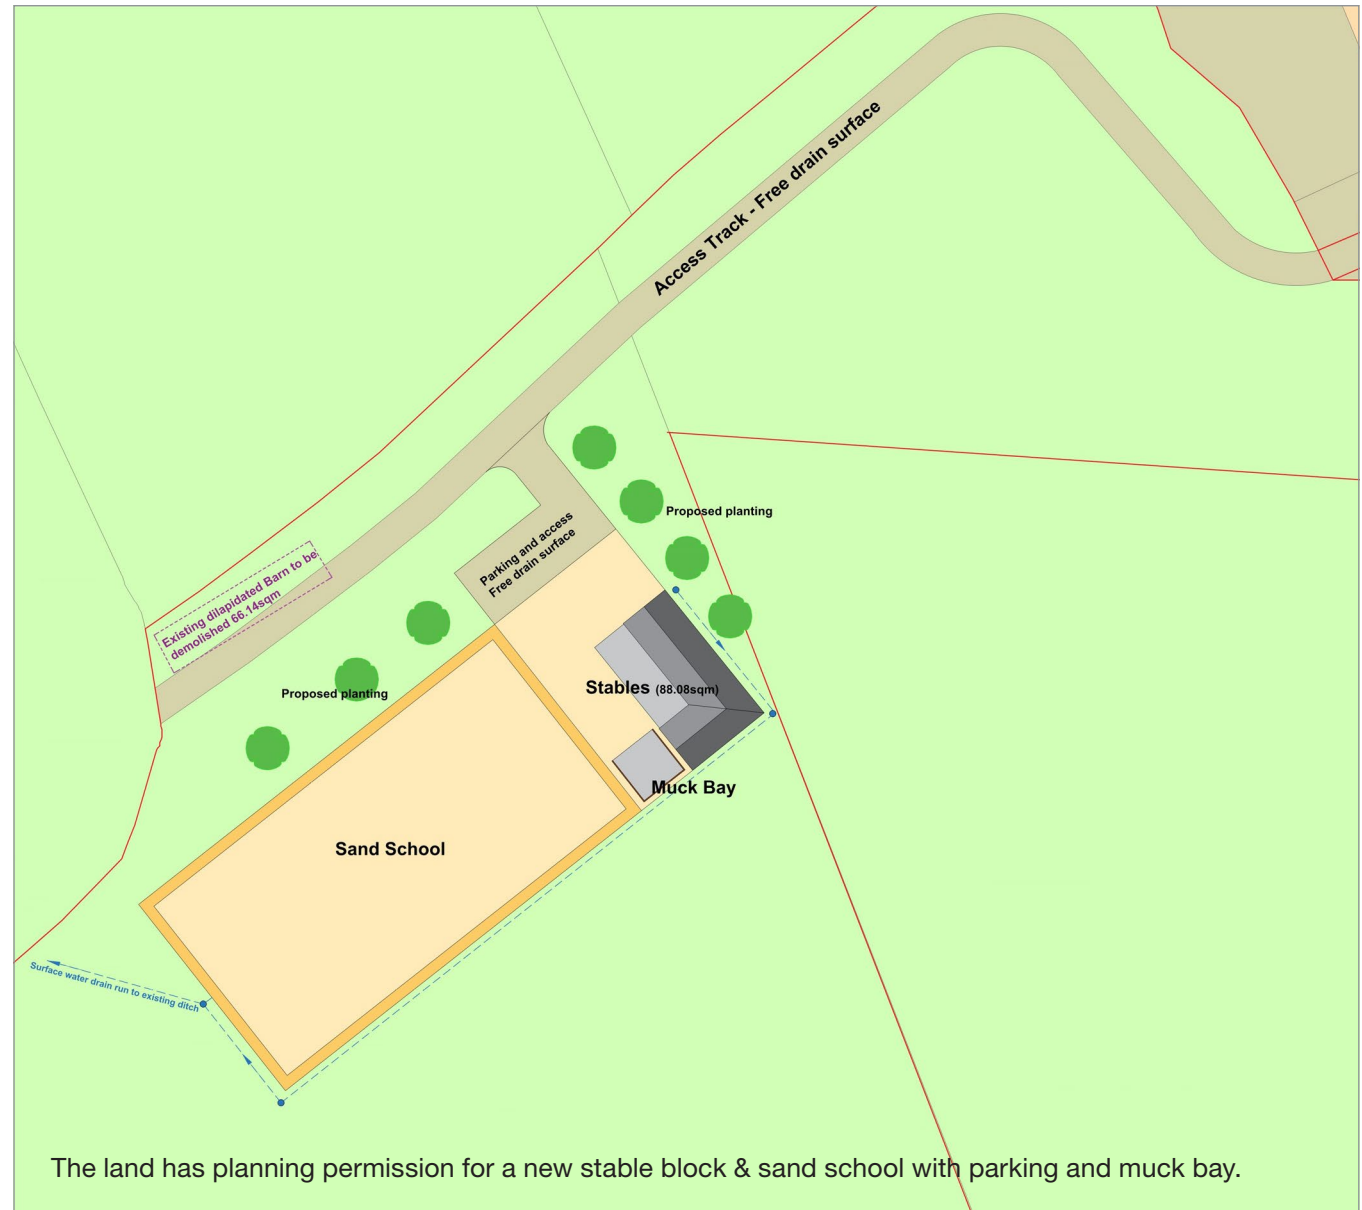 Access Track - Free drain surface
Proposed planting
Parking and access
Free drain surface
Existing dilapidated Barn to be
demolished 66.14sqm
Stables (88.08sqm)
Proposed planting
Muck Bay
Sand School
Surface water drain run to existing ditch
The land has planning permission for a new stable block & sand school with parking and muck bay.